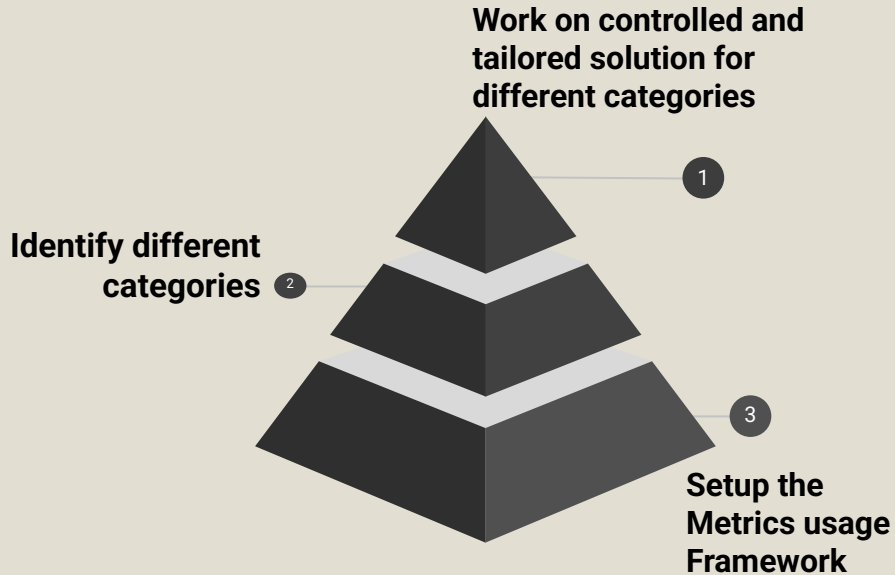 Work on controlled and
tailored solution for
different categories
1
Identify different
categories
2
3
Setup the
Metrics usage
Framework